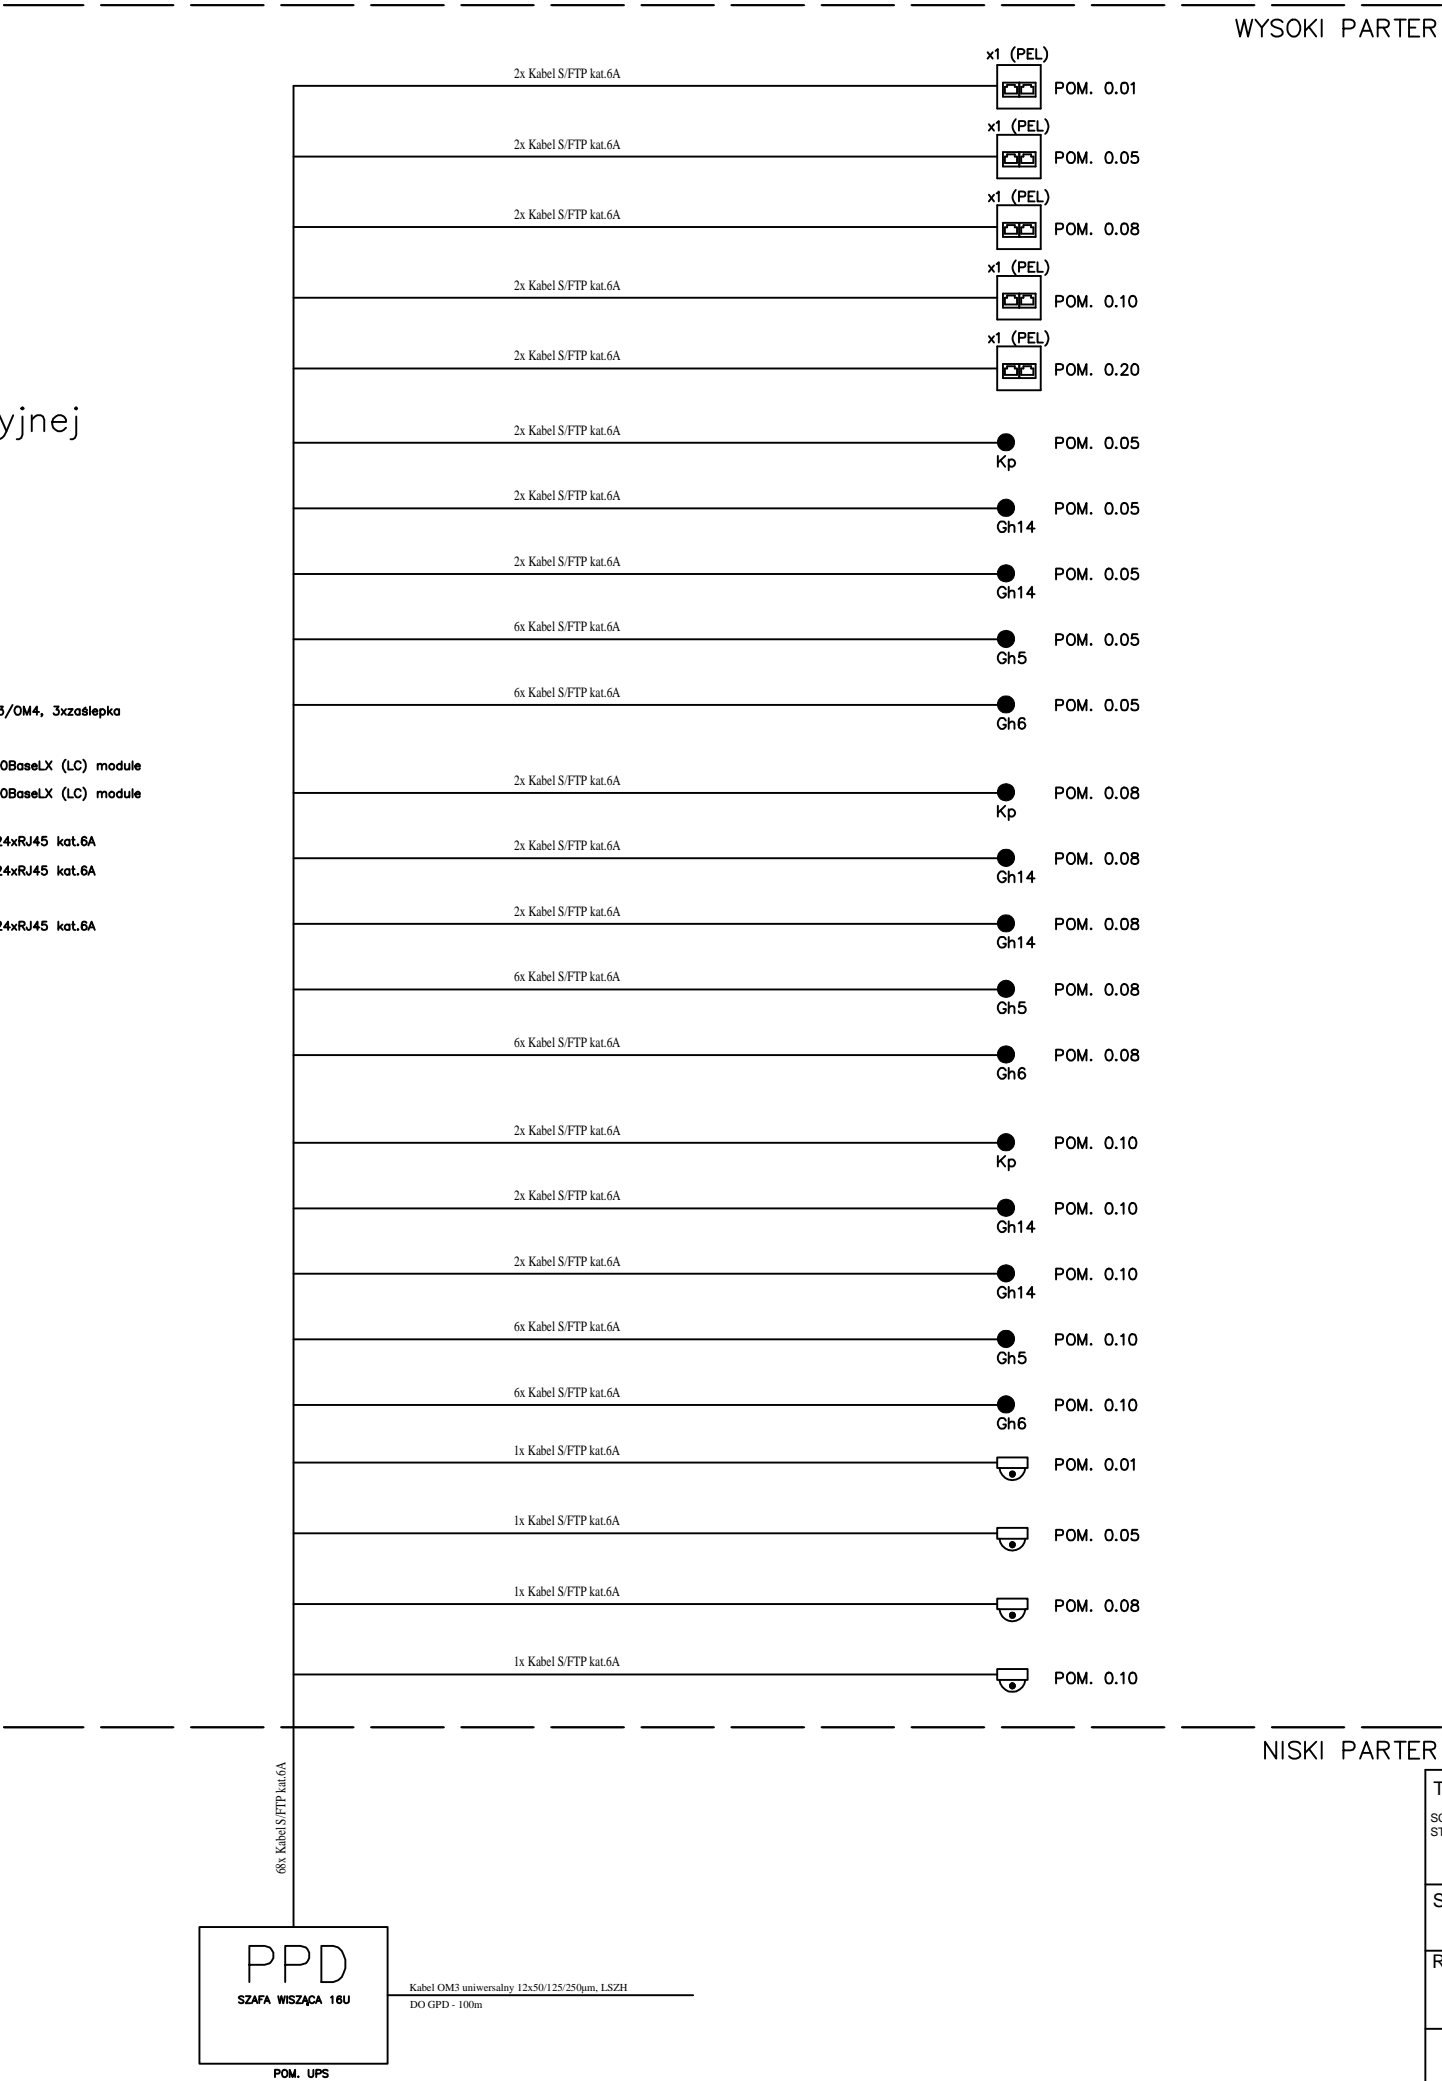 WYSOKI PARTER
x1 (PEL)
2x Kabel S/FTP kat.6A
POM. 0.01
x1 (PEL)
2x Kabel S/FTP kat.6A
POM. 0.05
x1 (PEL)
2x Kabel S/FTP kat.6A
POM. 0.08
x1 (PEL)
2x Kabel S/FTP kat.6A
POM. 0.10
x1 (PEL)
2x Kabel S/FTP kat.6A
POM. 0.20
yjnej
2x Kabel S/FTP kat.6A
POM. 0.05
Kp
2x Kabel S/FTP kat.6A
POM. 0.05
Gh14
2x Kabel S/FTP kat.6A
POM. 0.05
Gh14
6x Kabel S/FTP kat.6A
POM. 0.05
Gh5
6x Kabel S/FTP kat.6A
POM. 0.05
Gh6
/OM4, 3xzaślepka
0BaseLX (LC) module
0BaseLX (LC) module
24xRJ45 kat.6A
24xRJ45 kat.6A
24xRJ45 kat.6A
2x Kabel S/FTP kat.6A
POM. 0.08
Kp
2x Kabel S/FTP kat.6A
POM. 0.08
Gh14
2x Kabel S/FTP kat.6A
POM. 0.08
Gh14
6x Kabel S/FTP kat.6A
POM. 0.08
Gh5
6x Kabel S/FTP kat.6A
POM. 0.08
Gh6
2x Kabel S/FTP kat.6A
POM. 0.10
Kp
2x Kabel S/FTP kat.6A
POM. 0.10
Gh14
2x Kabel S/FTP kat.6A
POM. 0.10
Gh14
6x Kabel S/FTP kat.6A
POM. 0.10
Gh5
6x Kabel S/FTP kat.6A
POM. 0.10
Gh6
1x Kabel S/FTP kat.6A
POM. 0.01
1x Kabel S/FTP kat.6A
POM. 0.05
1x Kabel S/FTP kat.6A
POM. 0.08
1x Kabel S/FTP kat.6A
POM. 0.10
NISKI PARTER
68x Kabel S/FTP kat.6A
PPD
SZAFA WISZĄCA 16U
POM. UPS
Kabel OM3 uniwersalny 12x50/125/250μm, LSZH
DO GPD - 100m
T
ST
S
R